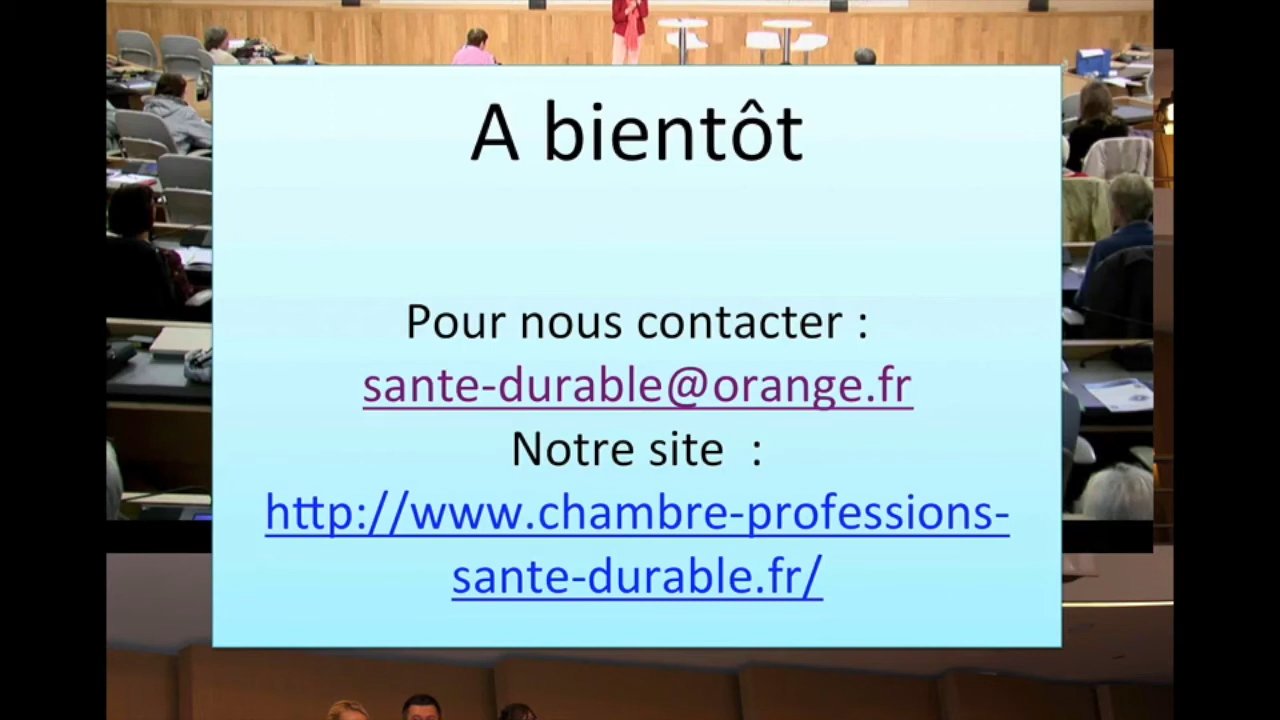 A bientôt
Pour nous contacter :
sante-durable@orange.fr
Notre site :
http://www.chambre-professions-
sante-durable.fr/